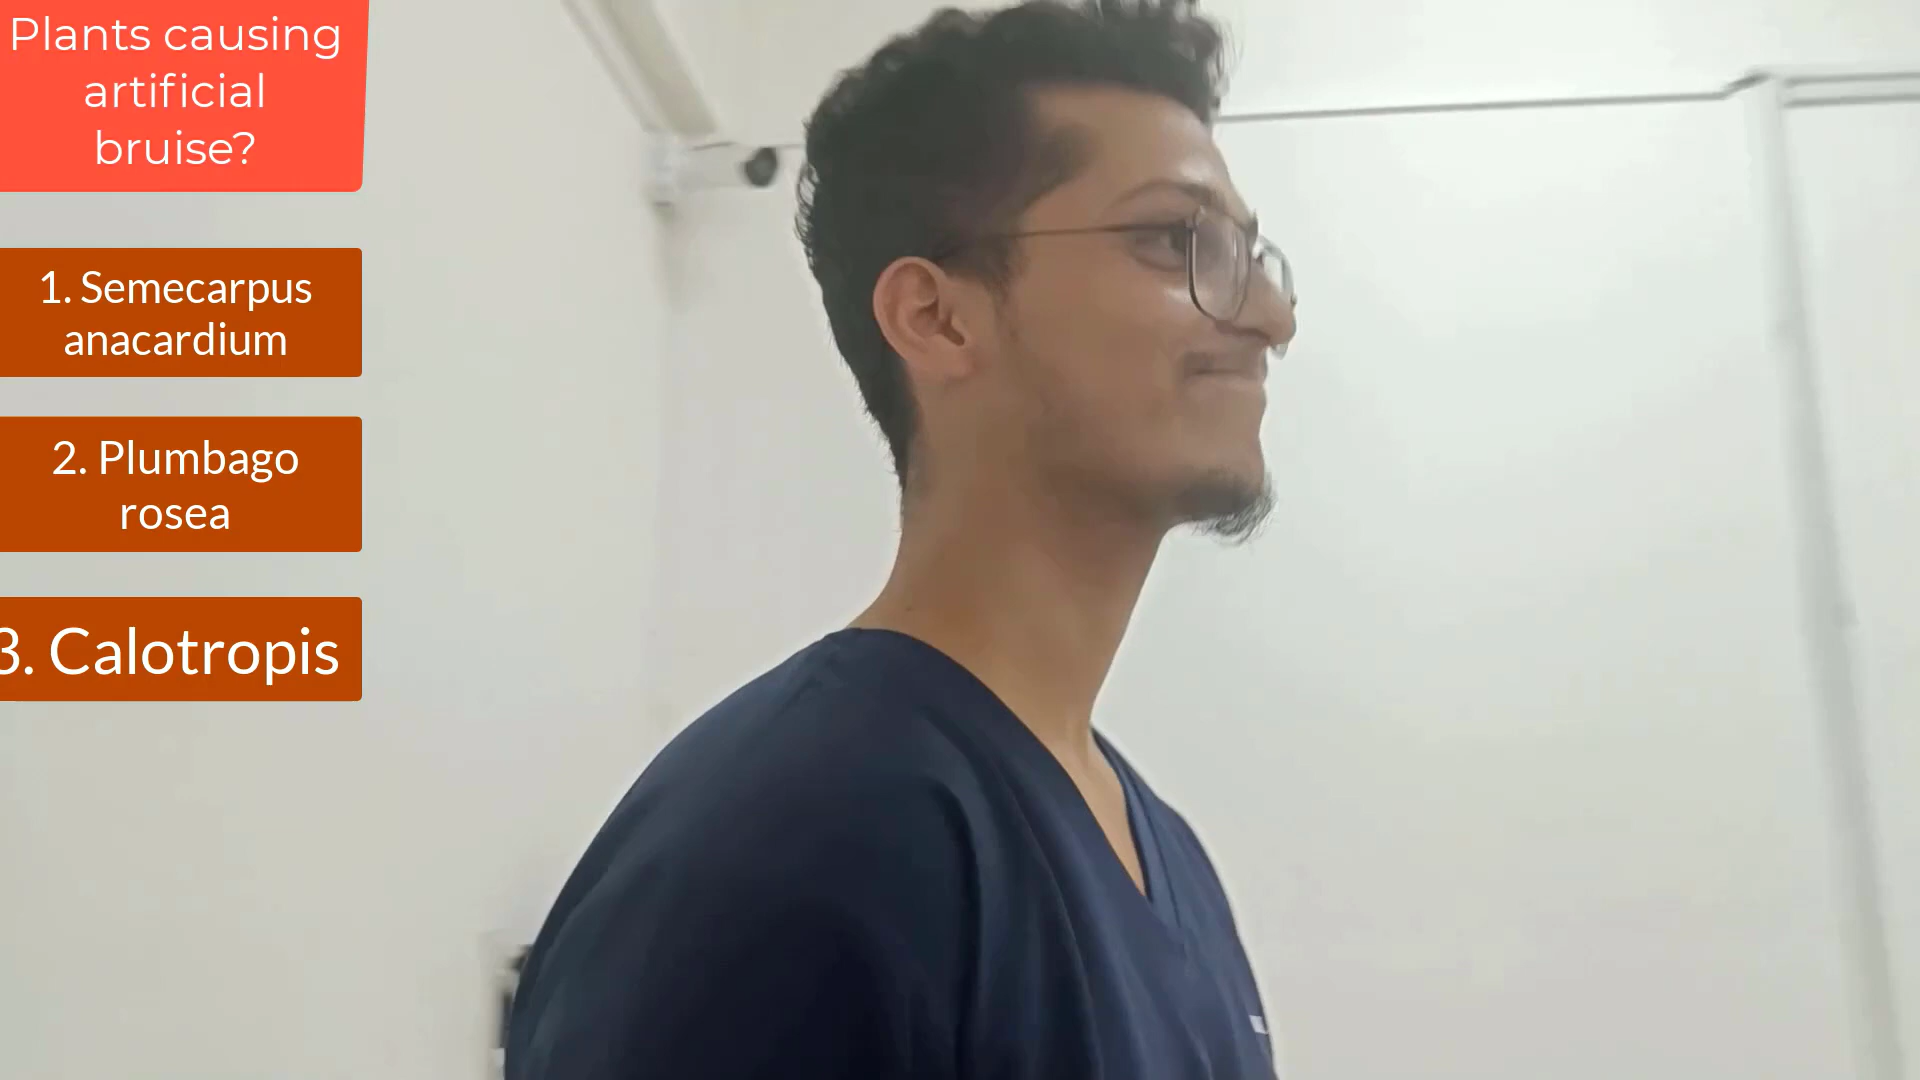 Plants causing
artificial
bruise?
1. Semecarpus
anacardium
2. Plumbago
rosea
3. Calotropis